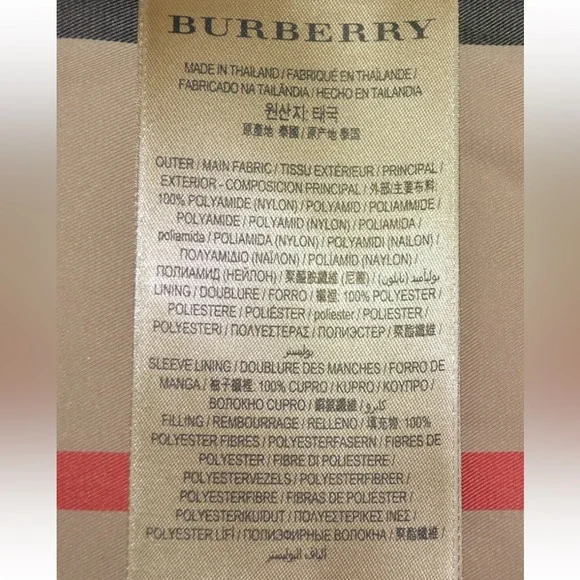 BURBERRY
MADE IN THAILAND / FABRIQUÉ EN THAÏLANDE /
FABRICADO NA TAILÂNDIA / HECHO EN TAILANDIA
원산지: 태국
原產地: 泰國 / 原产地 泰国
OUTER / MAIN FABRIC / TISSU EXTÉRIEUR / PRINCIPAL /
EXTERIOR - COMPOSICION PRINCIPAL / 外部/主要布料:
100% POLYAMIDE (NYLON) / POLYAMID / POLIAMMIDE /
POLYAMIDE / POLYAMID (NYLON) / POLIAMIDA /
poliamida / POLIAMIDA (NYLON) / POLYAMIDI (NAILON) /
ΠΟΛΥΑΜΙΔΙΟ (ΝΑΪΛΟΝ) / POLİAMİD (NAYLON) /
ПОЛИАМИД (НЕЙЛОН) / 聚醯胺纖維 (尼龍) / بوليأميد (نايلون)
LINING / DOUBLURE / FORRO / 襯裡: 100% POLYESTER /
POLIESTERE / POLIÉSTER / poliester / POLIESTER /
POLYESTERI / ΠΟΛΥΕΣΤΕΡΑΣ / ПОЛИЭСТЕР / 聚酯纖維 /
بوليستر
SLEEVE LINING / DOUBLURE DES MANCHES / FORRO DE
MANGA / 袖子襯裡: 100% CUPRO / KUPRO / ΚΟΥΠΡΟ /
ВОЛОКНО CUPRO / 銅氨纖維 / كابرو
FILLING / REMBOURRAGE / RELLENO / 填充物: 100%
POLYESTER FIBRES / POLYESTERFASERN / FIBRES DE
POLYESTER / FIBRE DI POLIESTERE /
POLYESTERVEZELS / POLYESTERFIBRER /
POLYESTERFIBRE / FIBRAS DE POLIESTER /
POLYESTERIKUIDUT / ΠΟΛΥΕΣΤΕΡΙΚΕΣ ΙΝΕΣ /
POLYESTER LİFİ / ПОЛИЭФИРНЫЕ ВОЛОКНА / 聚酯纖維 /
ألياف البوليستر